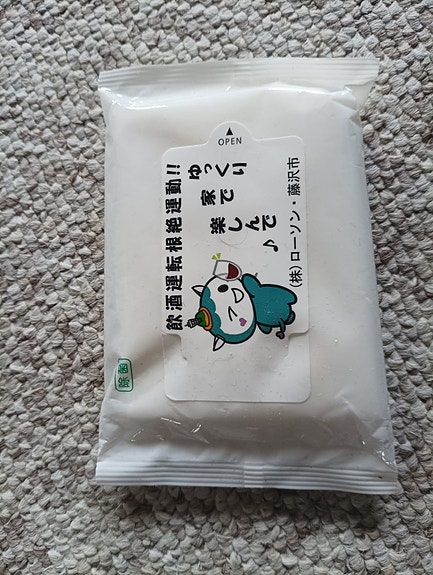 OPEN
飲酒運転根絶運動!!
ゆっくり
家で
楽しんで♪
(株)ローソン・藤沢市
除菌